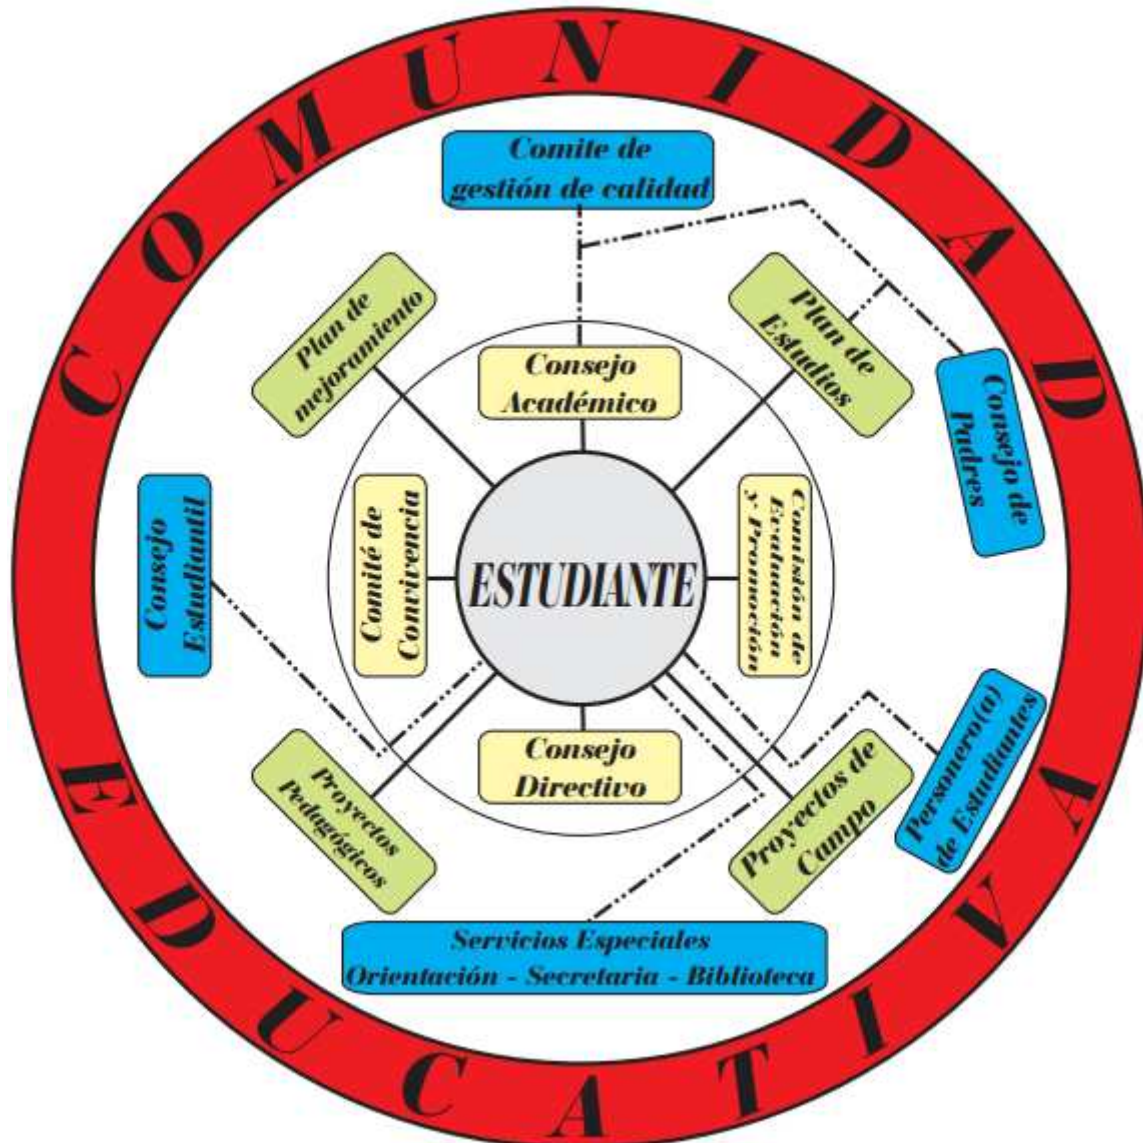 COMUNIDAD
EDUCATIVA
Comite de
gestión de calidad
Plan de
mejoramiento
Plan de
Estudios
Consejo
Académico
Consejo de
Padres
Consejo
Estudiantil
Comité de
Convivencia
ESTUDIANTE
Comisión de
Evaluación
y Promoción
Consejo
Directivo
Proyectos
Pedagógicos
Proyectos de
Campo
Personero(a)
de Estudiantes
Servicios Especiales
Orientación - Secretaria - Biblioteca